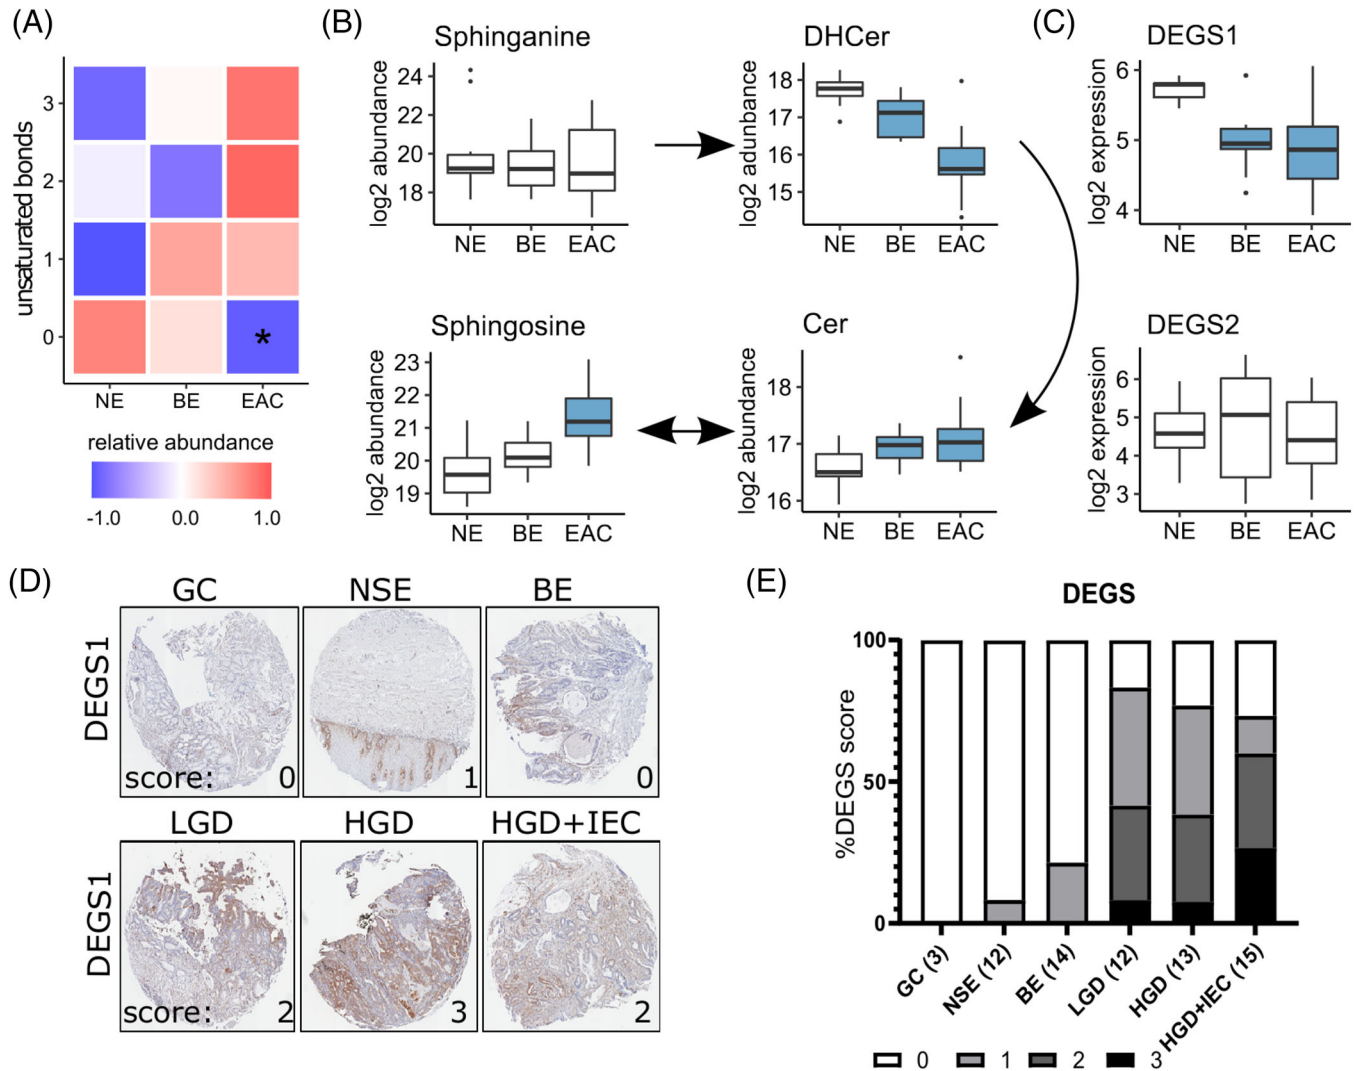 (A)
unsaturated bonds
3
2
1
0
*
NE BE EAC
relative abundance
-1.0 0.0 1.0
(B)
Sphinganine
log2 abundance
24
22
20
18
NE BE EAC
DHCer
log2 adunbance
18
17
16
15
NE BE EAC
Sphingosine
log2 abundance
23
22
21
20
19
NE BE EAC
Cer
log2 abundance
18
17
16
NE BE EAC
(C)
DEGS1
log2 expression
6
5
4
NE BE EAC
DEGS2
log2 expression
6
5
4
3
NE BE EAC
(D)
GC NSE BE
DEGS1
score: 0 1 0
LGD HGD HGD+IEC
DEGS1
score: 2 3 2
(E)
DEGS
%DEGS score
100
50
0
GC (3)
NSE (12)
BE (14)
LGD (12)
HGD (13)
HGD+IEC (15)
0 1 2 3